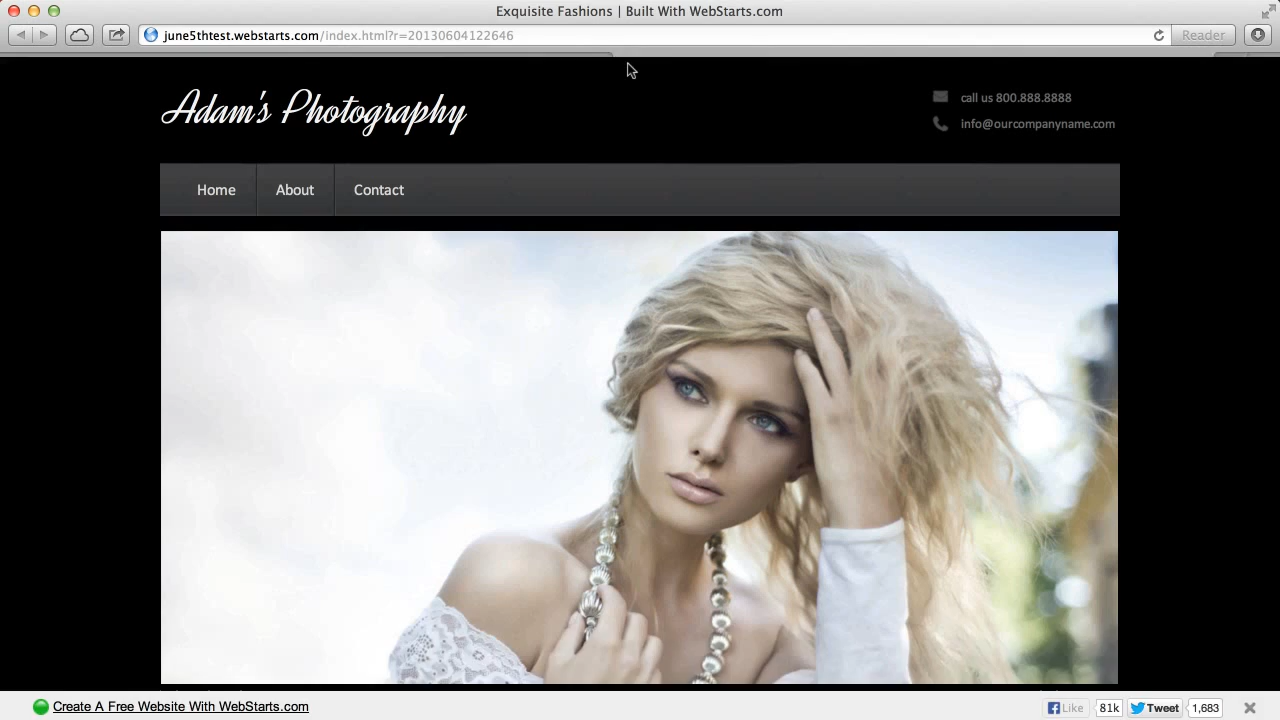 Exquisite Fashions | Built With WebStarts.com
june5thtest.webstarts.com/index.html?r=20130604122646
Reader
Adam's Photography
call us 800.888.8888
info@ourcompanyname.com
Home
About
Contact
Create A Free Website With WebStarts.com
Like
81k
Tweet
1,683